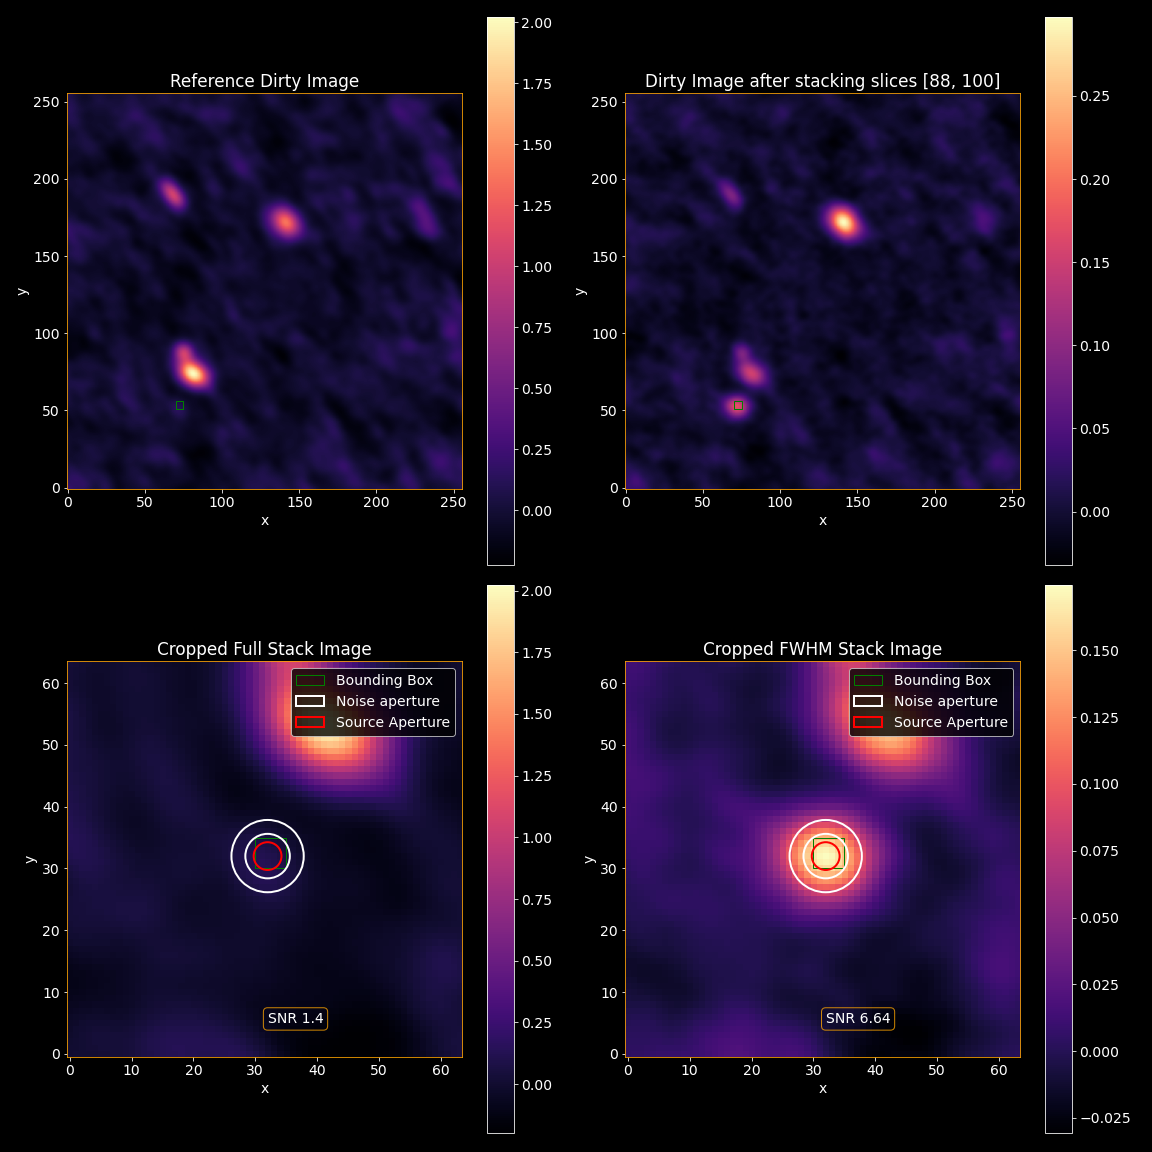 Reference Dirty Image
250
200
150
100
50
0
y
0 50 100 150 200 250
x
2.00
1.75
1.50
1.25
1.00
0.75
0.50
0.25
0.00
Dirty Image after stacking slices [88, 100]
250
200
150
100
50
0
y
0 50 100 150 200 250
x
0.25
0.20
0.15
0.10
0.05
0.00
Cropped Full Stack Image
60
50
40
30
20
10
0
y
Bounding Box
Noise aperture
Source Aperture
SNR 1.4
0 10 20 30 40 50 60
x
2.00
1.75
1.50
1.25
1.00
0.75
0.50
0.25
0.00
Cropped FWHM Stack Image
60
50
40
30
20
10
0
y
Bounding Box
Noise aperture
Source Aperture
SNR 6.64
0 10 20 30 40 50 60
x
0.150
0.125
0.100
0.075
0.050
0.025
0.000
−0.025